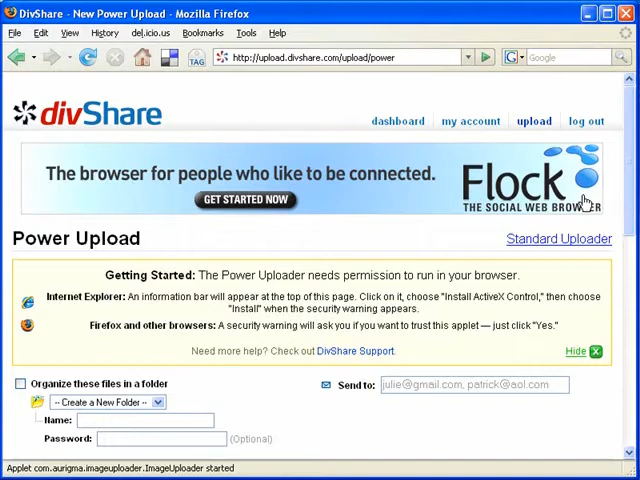 DivShare - New Power Upload - Mozilla Firefox
File Edit View History del.icio.us Bookmarks Tools Help
TAG http://upload.divshare.com/upload/power G Google
divShare
dashboard my account upload log out
The browser for people who like to be connected.
GET STARTED NOW
Flock
THE SOCIAL WEB BROWSER
Power Upload
Standard Uploader
Getting Started: The Power Uploader needs permission to run in your browser.
Internet Explorer: An information bar will appear at the top of this page. Click on it, choose "Install ActiveX Control," then choose
"Install" when the security warning appears.
Firefox and other browsers: A security warning will ask you if you want to trust this applet — just click "Yes."
Need more help? Check out DivShare Support.
Hide X
Organize these files in a folder
Send to: julie@gmail.com, patrick@aol.com
-- Create a New Folder --
Name:
Password: (Optional)
Applet com.aurigma.imageuploader.ImageUploader started